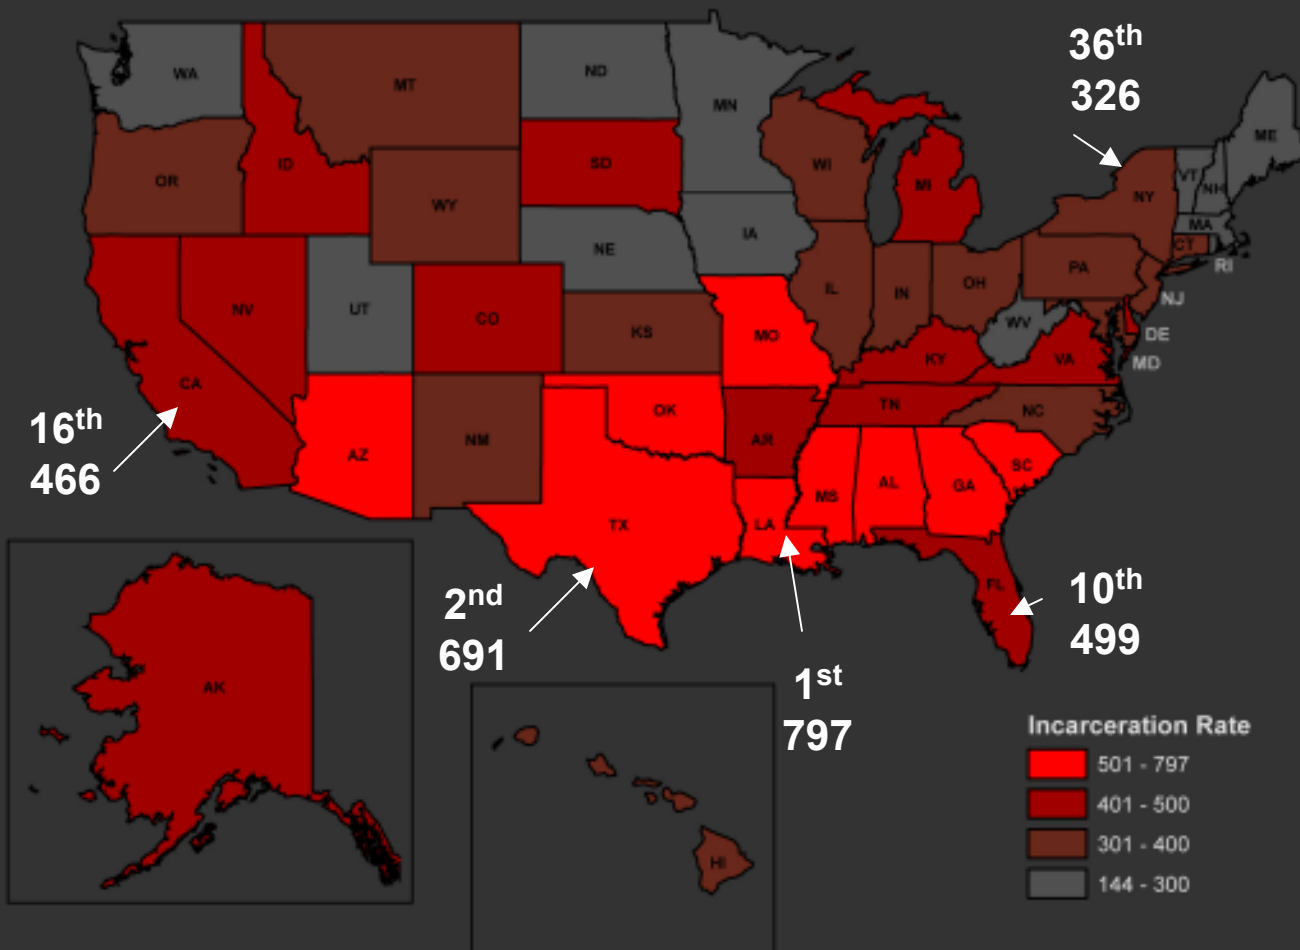 36th
326
WA
MT
ND
MN
ME
OR
ID
SD
WI
MI
VT
NH
NY
WY
MA
CT
RI
IA
NE
PA
NV
UT
CO
IL
IN
OH
NJ
KS
MO
WV
DE
KY
VA
MD
CA
16th
466
TN
NC
AZ
NM
OK
AR
SC
MS
AL
GA
TX
LA
FL
2nd
691
10th
499
AK
1st
797
HI
Incarceration Rate
501 - 797
401 - 500
301 - 400
144 - 300